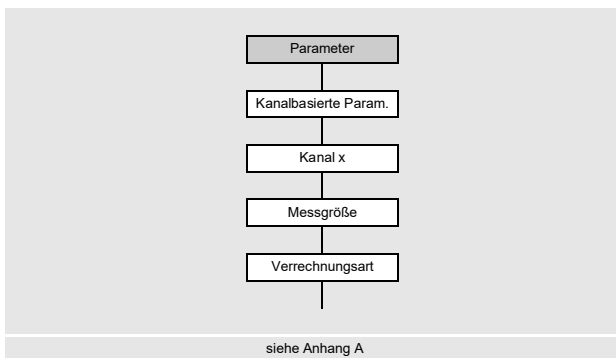 Parameter
Kanalbasierte Param.
Kanal x
Messgröße
Verrechnungsart
siehe Anhang A